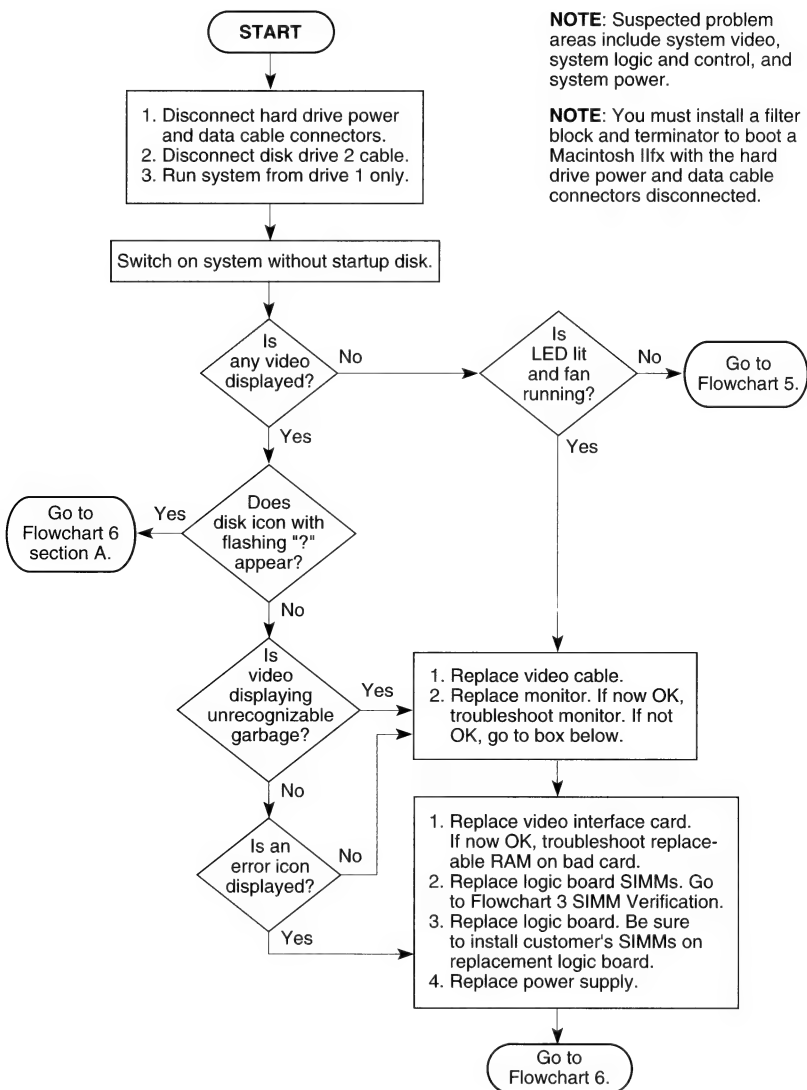 START
NOTE: Suspected problem
areas include system video,
system logic and control, and
system power.
NOTE: You must install a filter
block and terminator to boot a
Macintosh IIfx with the hard
drive power and data cable
connectors disconnected.
1. Disconnect hard drive power
and data cable connectors.
2. Disconnect disk drive 2 cable.
3. Run system from drive 1 only.
Switch on system without startup disk.
Is
any video
displayed?
No
Is
LED lit
and fan
running?
No
Go to
Flowchart 5.
Yes
Yes
Does
disk icon with
flashing "?"
appear?
Yes
Go to
Flowchart 6
section A.
No
Is
video
displaying
unrecognizable
garbage?
Yes
1. Replace video cable.
2. Replace monitor. If now OK,
troubleshoot monitor. If not
OK, go to box below.
No
Is an
error icon
displayed?
No
Yes
1. Replace video interface card.
If now OK, troubleshoot replace-
able RAM on bad card.
2. Replace logic board SIMMs. Go
to Flowchart 3 SIMM Verification.
3. Replace logic board. Be sure
to install customer's SIMMs on
replacement logic board.
4. Replace power supply.
Go to
Flowchart 6.